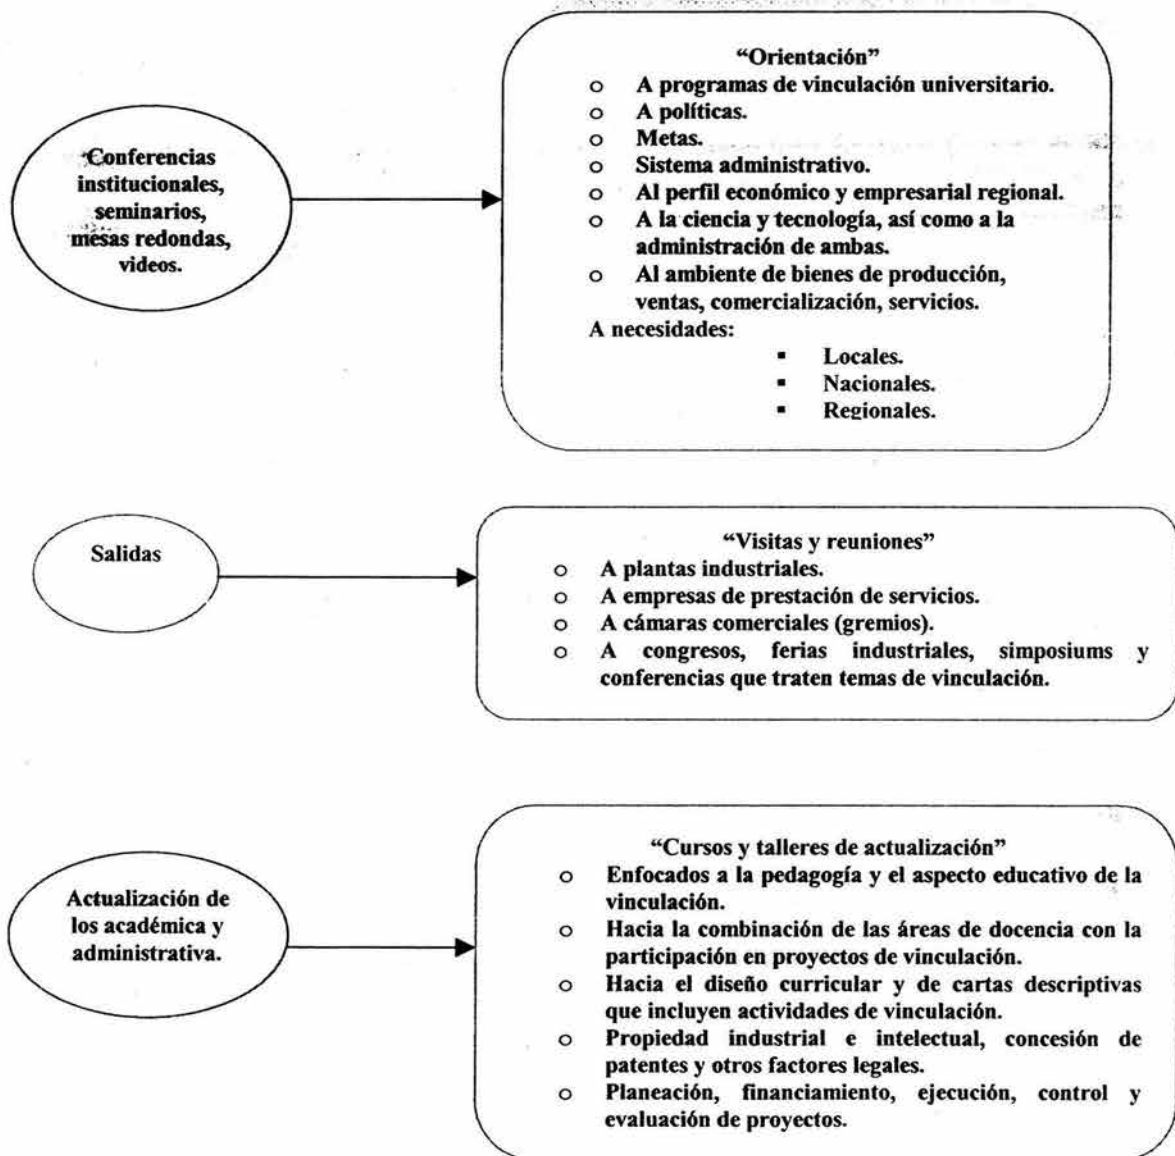 Conferencias
institucionales,
seminarios,
mesas redondas,
videos.
“Orientación”
o A programas de vinculación universitario.
o A políticas.
o Metas.
o Sistema administrativo.
o Al perfil económico y empresarial regional.
o A la ciencia y tecnología, así como a la
administración de ambas.
o Al ambiente de bienes de producción,
ventas, comercialización, servicios.
A necesidades:
▪ Locales.
▪ Nacionales.
▪ Regionales.
Salidas
“Visitas y reuniones”
o A plantas industriales.
o A empresas de prestación de servicios.
o A cámaras comerciales (gremios).
o A congresos, ferias industriales, simposiums y
conferencias que traten temas de vinculación.
Actualización de
los académica y
administrativa.
“Cursos y talleres de actualización”
o Enfocados a la pedagogía y el aspecto educativo de la
vinculación.
o Hacia la combinación de las áreas de docencia con la
participación en proyectos de vinculación.
o Hacia el diseño curricular y de cartas descriptivas
que incluyen actividades de vinculación.
o Propiedad industrial e intelectual, concesión de
patentes y otros factores legales.
o Planeación, financiamiento, ejecución, control y
evaluación de proyectos.